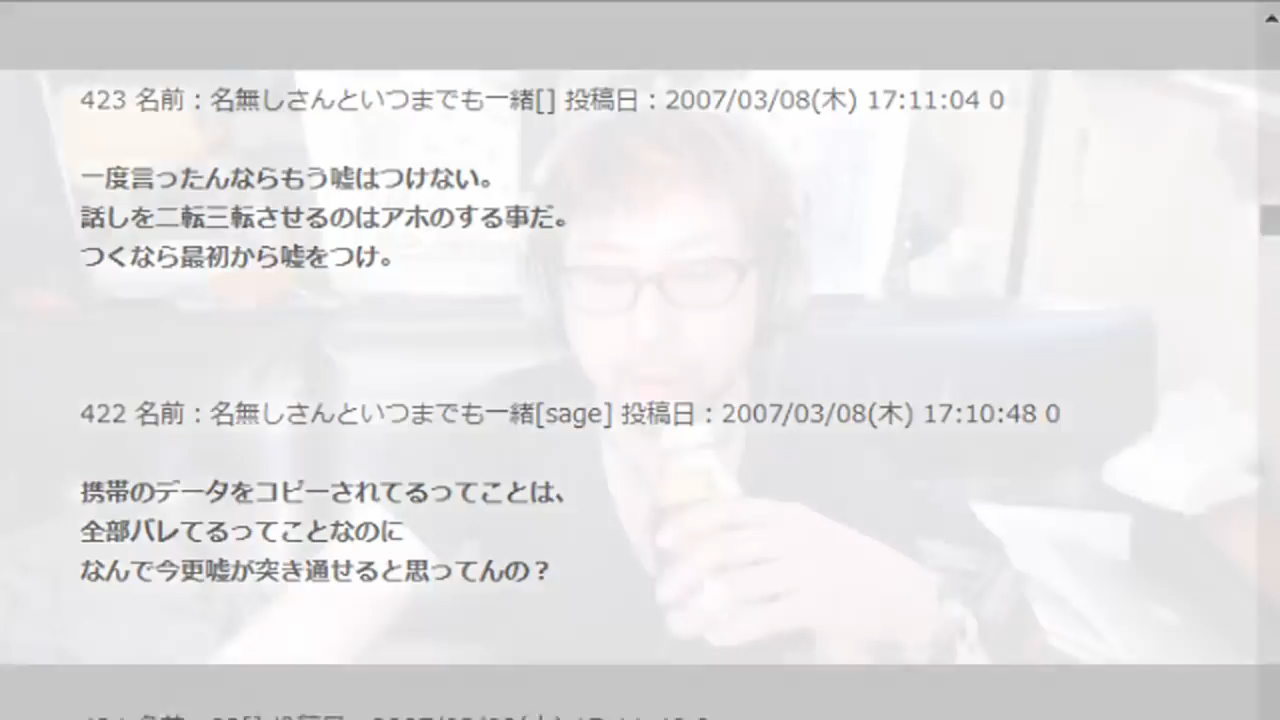 423 名前：名無しさんといつまでも一緒[] 投稿日：2007/03/08(木) 17:11:04 0
一度言ったんならもう嘘はつけない。
話しを二転三転させるのはアホのする事だ。
つくなら最初から嘘をつけ。
422 名前：名無しさんといつまでも一緒[sage] 投稿日：2007/03/08(木) 17:10:48 0
携帯のデータをコピーされてるってことは、
全部バレてるってことなのに
なんで今更嘘が突き通せると思ってんの？